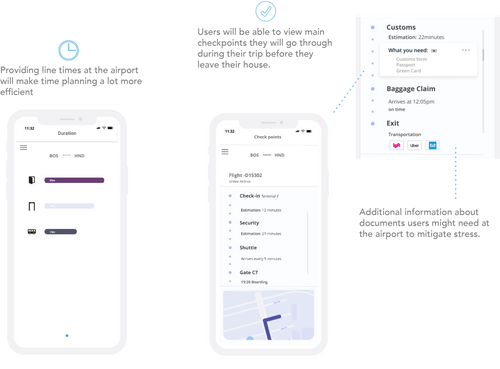 Providing line times at the airport
will make time planning a lot more
efficient
11:32
Duration
BOS HND
Users will be able to view main
checkpoints they will go through
during their trip before they
leave their house.
11:32
Check points
BOS HND
Flight -D15302
Check-in Terminal E
Estimation: 12 minutes
Security
Estimation: 21 minutes
Shuttle
Arrives every 5 minutes
Gate C7
19:20 Boarding
Customs
Estimation: 22minutes
What you need:
Customs form
Passport
Green Card
Baggage Claim
Arrives at 12:05pm
on time
Exit
Transportation
lyft
Uber
Additional information about
documents users might need at
the airport to mitigate stress.